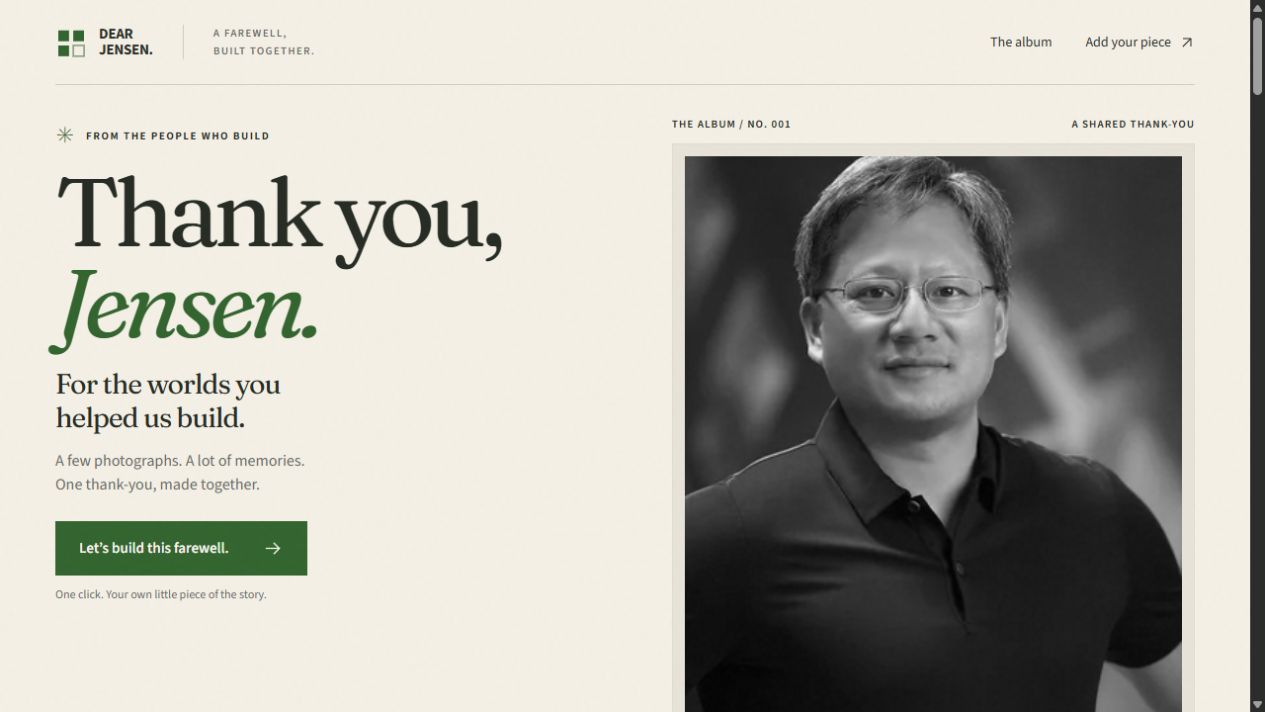 DEAR
JENSEN.
A FAREWELL,
BUILT TOGETHER.
The album
Add your piece
FROM THE PEOPLE WHO BUILD
Thank you,
Jensen.
For the worlds you
helped us build.
A few photographs. A lot of memories.
One thank-you, made together.
Let’s build this farewell.
One click. Your own little piece of the story.
THE ALBUM / NO. 001
A SHARED THANK-YOU